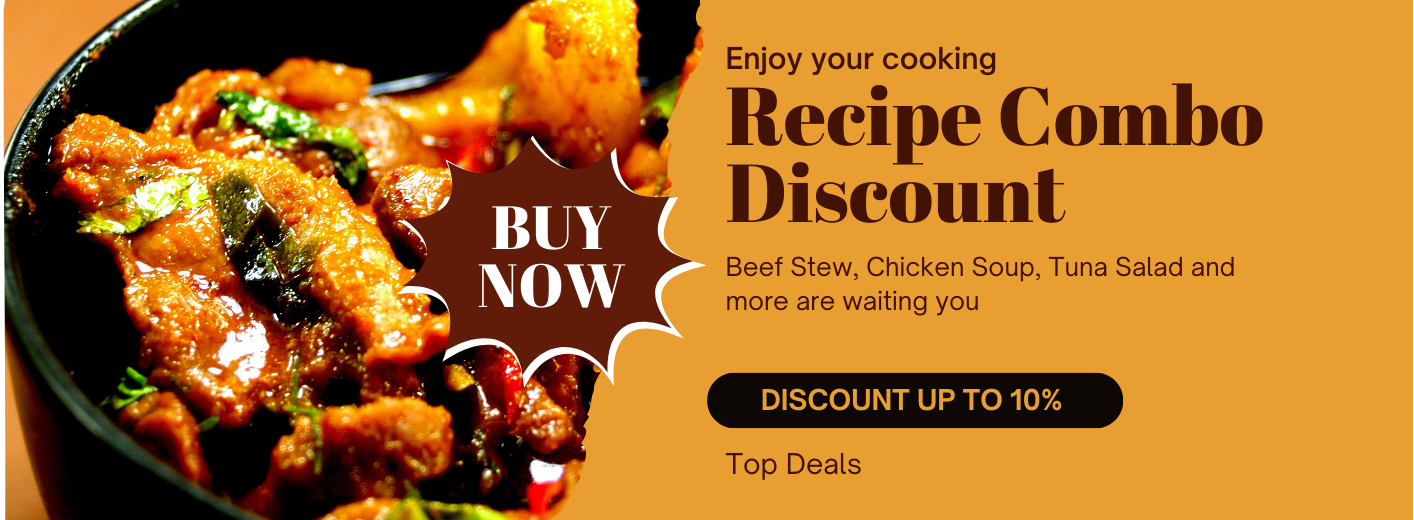 Enjoy your cooking
Recipe Combo
Discount
BUY
NOW
Beef Stew, Chicken Soup, Tuna Salad and
more are waiting you
DISCOUNT UP TO 10%
Top Deals